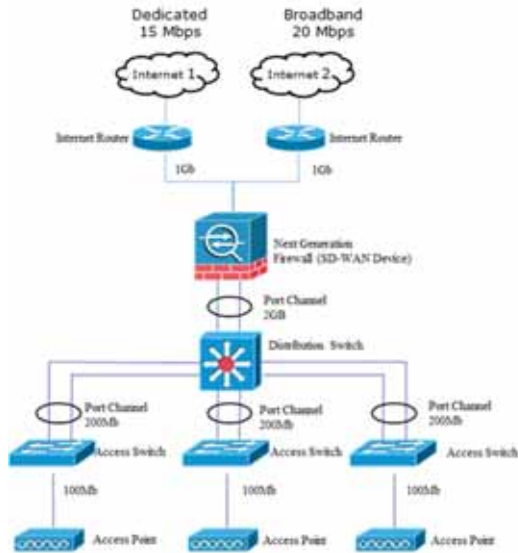 Dedicated
15 Mbps
Broadband
20 Mbps
Internet 1
Internet 2
Internet Router
Internet Router
1Gb
1Gb
Next Generation
Firewall (SD-WAN Device)
Port Channel
2GB
Distribution Switch
Port Channel
200Mb
Port Channel
200Mb
Port Channel
200Mb
Access Switch
Access Switch
Access Switch
100Mb
100Mb
100Mb
Access Point
Access Point
Access Point